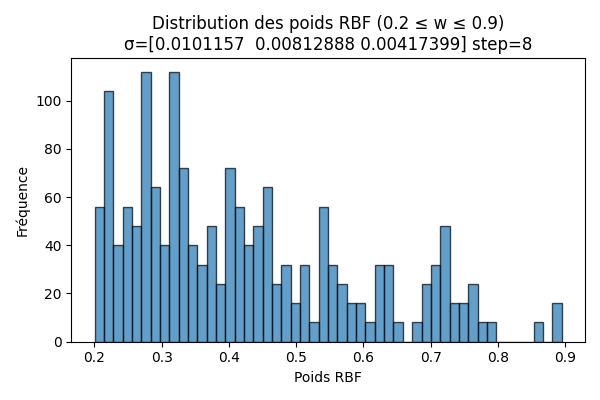 Distribution des poids RBF (0.2 ≤ w ≤ 0.9)
σ=[0.0101157  0.00812888 0.00417399] step=8
Fréquence
100
80
60
40
20
0
0.2 0.3 0.4 0.5 0.6 0.7 0.8 0.9
Poids RBF